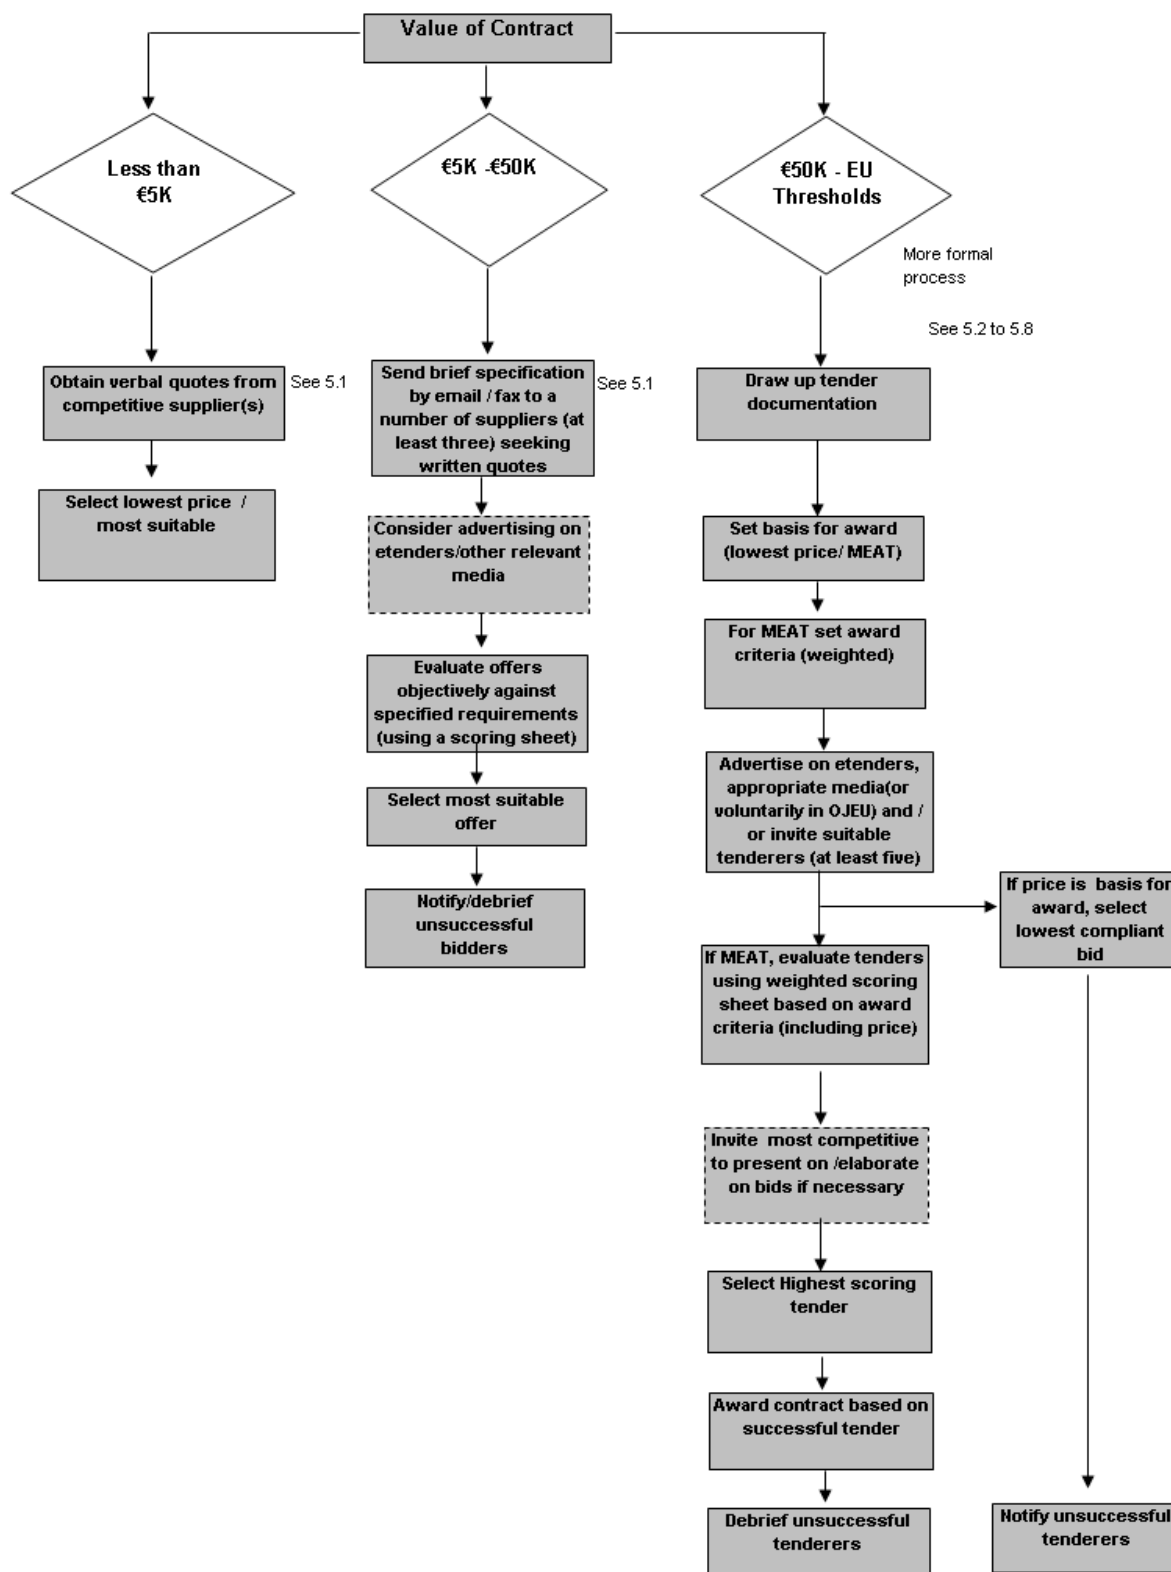 Value of Contract
Less than
€5K
€5K -€50K
€50K - EU
Thresholds
More formal
process
See 5.2 to 5.8
Obtain verbal quotes from
competitive supplier(s)
See 5.1
Select lowest price /
most suitable
Send brief specification
by email / fax to a
number of suppliers (at
least three) seeking
written quotes
See 5.1
Consider advertising on
etenders/other relevant
media
Evaluate offers
objectively against
specified requirements
(using a scoring sheet)
Select most suitable
offer
Notify/debrief
unsuccessful
bidders
Draw up tender
documentation
Set basis for award
(lowest price/ MEAT)
For MEAT set award
criteria (weighted)
Advertise on etenders,
appropriate media(or
voluntarily in OJEU) and /
or invite suitable
tenderers (at least five)
If price is basis for
award, select
lowest compliant
bid
If MEAT, evaluate tenders
using weighted scoring
sheet based on award
criteria (including price)
Invite most competitive
to present on /elaborate
on bids if necessary
Select Highest scoring
tender
Award contract based on
successful tender
Debrief unsuccessful
tenderers
Notify unsuccessful
tenderers